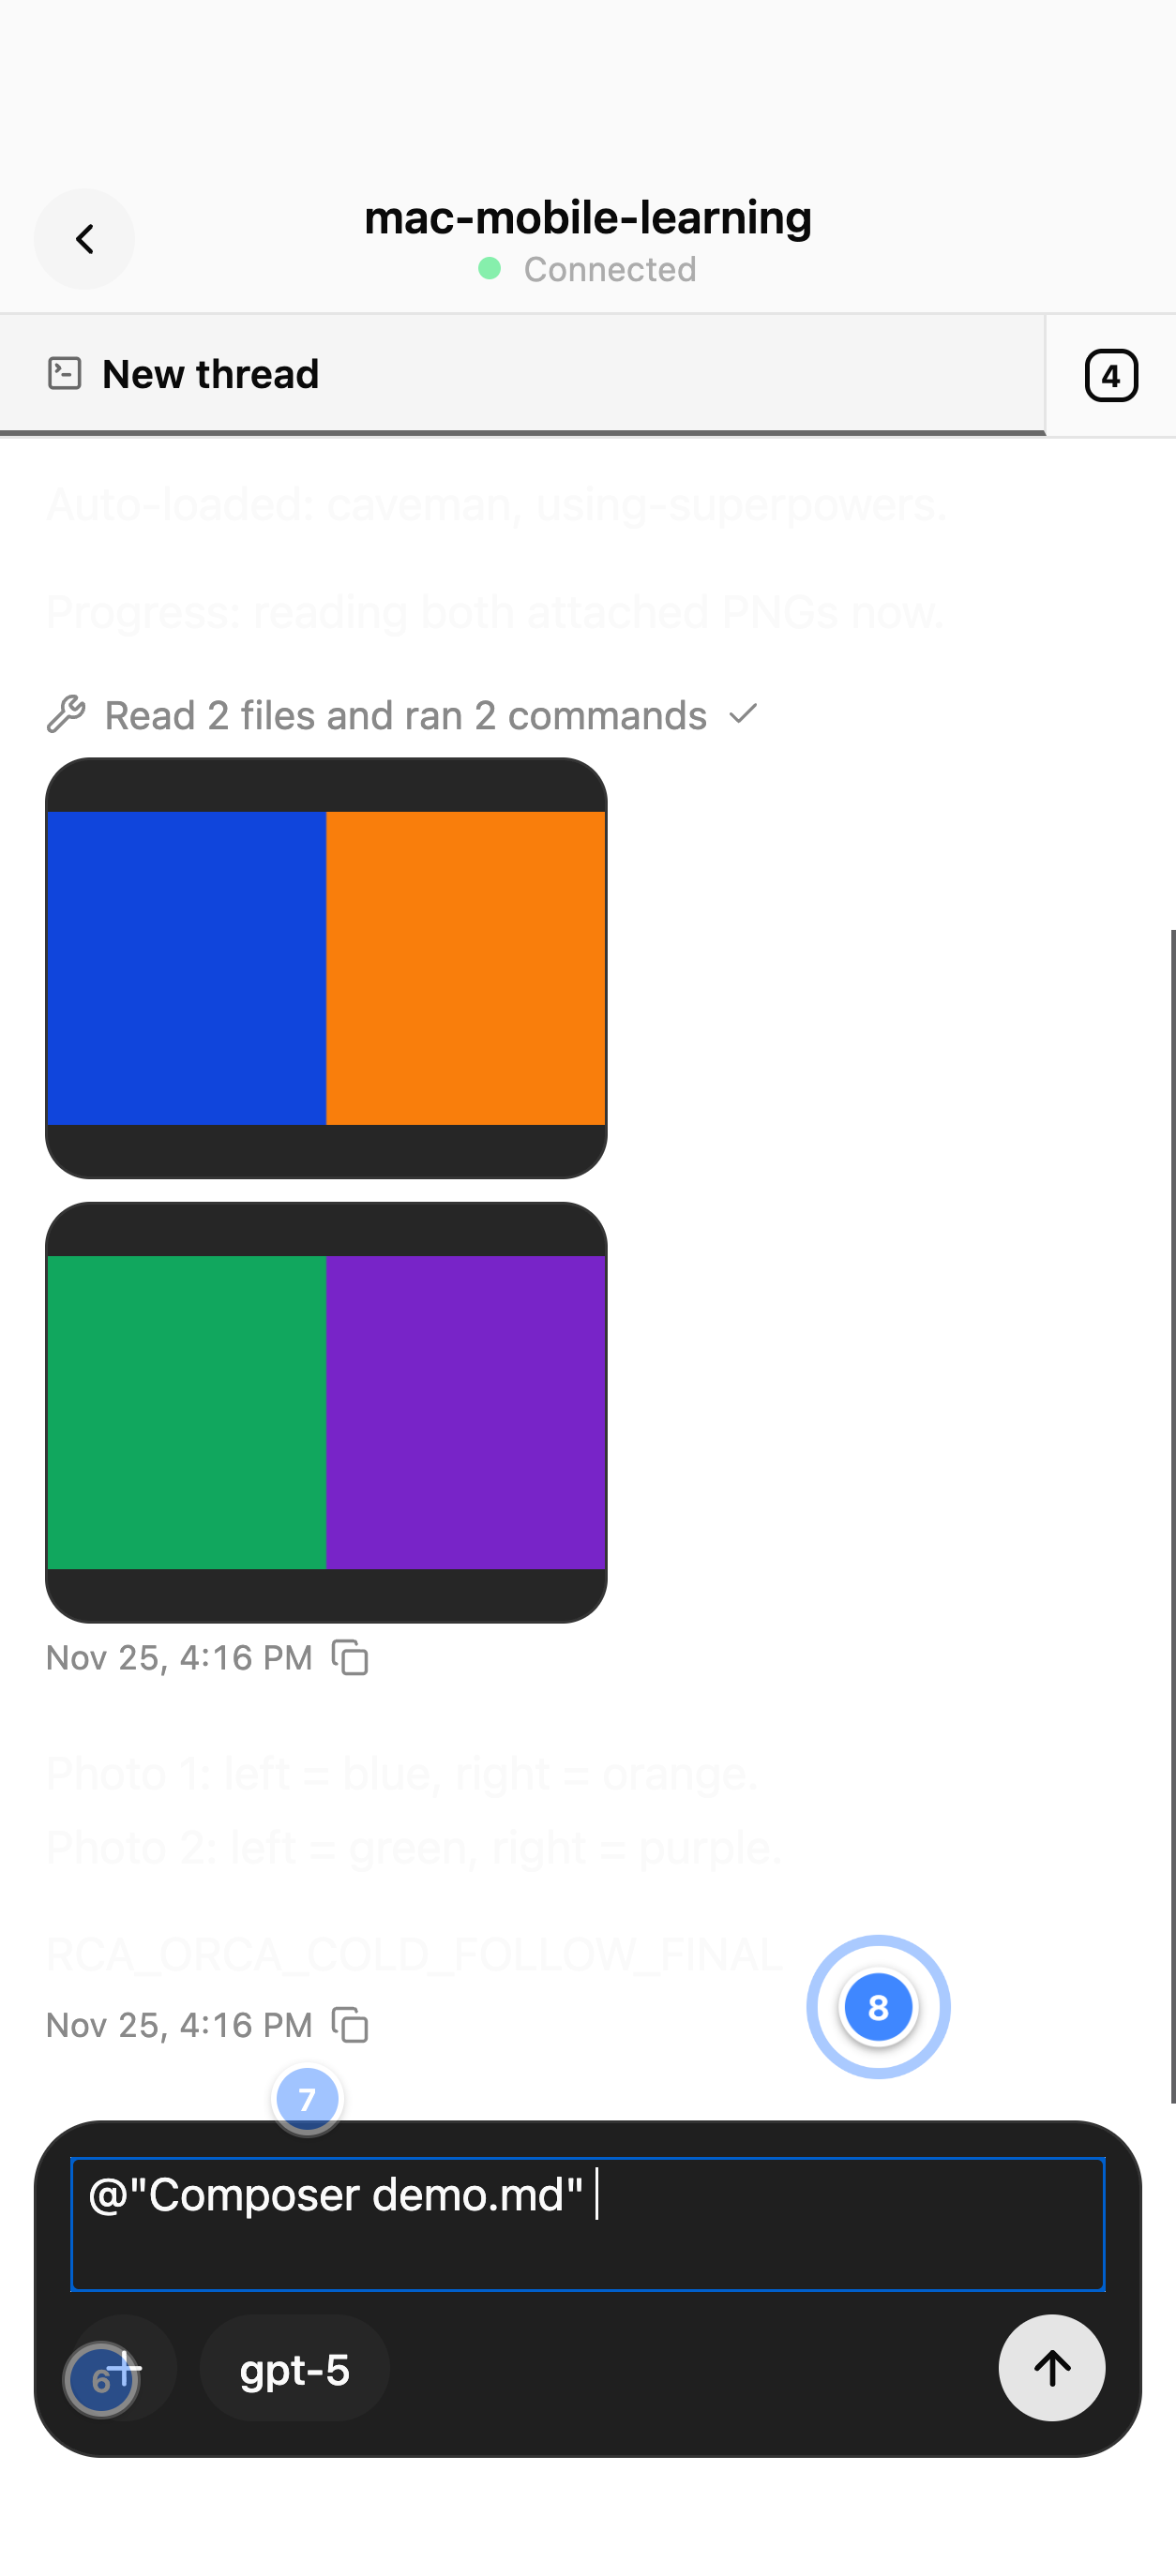 mac-mobile-learning
Connected
New thread
4
Auto-loaded: caveman, using-superpowers.
Progress: reading both attached PNGs now.
Read 2 files and ran 2 commands
Nov 25, 4:16 PM
Photo 1: left = blue, right = orange.
Photo 2: left = green, right = purple.
RCA_ORCA_COLD_FOLLOW_FINAL
8
Nov 25, 4:16 PM
7
@"Composer demo.md"
6
gpt-5